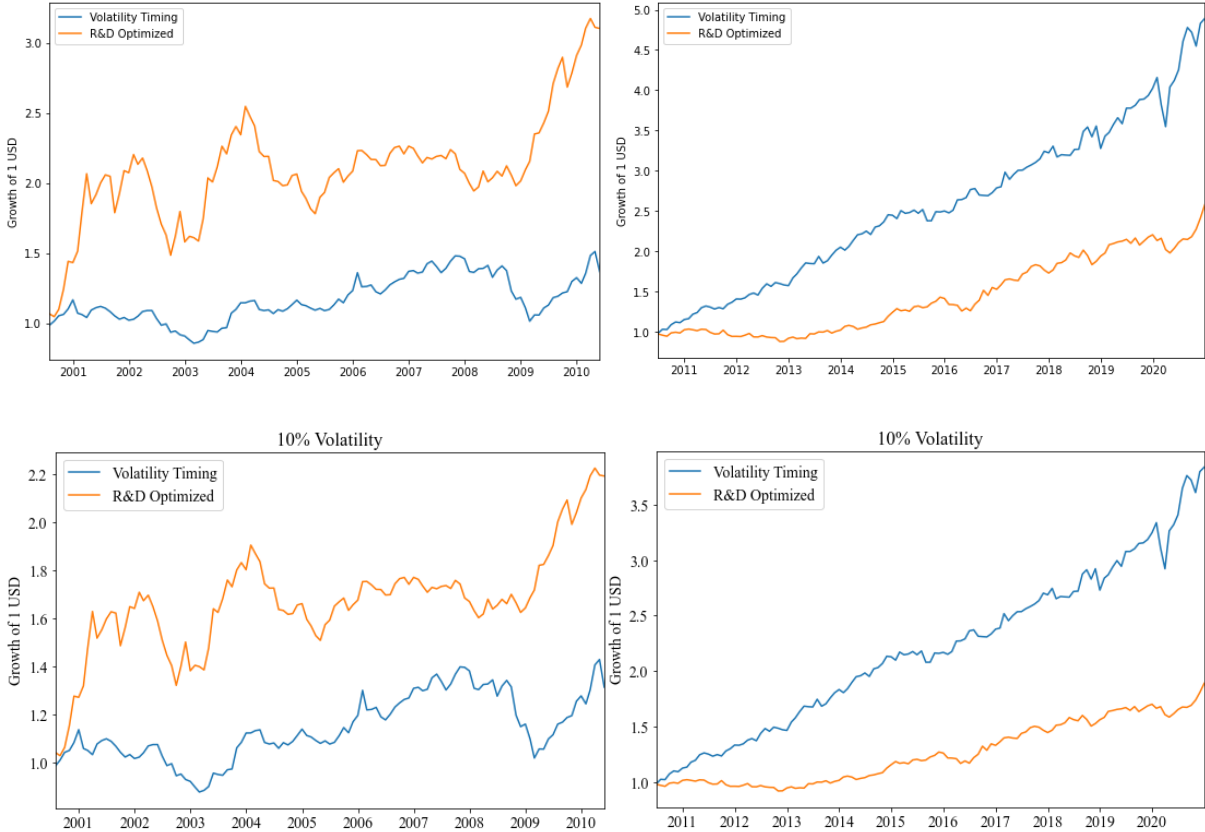 Volatility Timing
R&D Optimized
Growth of 1 USD
3.0
2.5
2.0
1.5
1.0
2001 2002 2003 2004 2005 2006 2007 2008 2009 2010
Volatility Timing
R&D Optimized
Growth of 1 USD
5.0
4.5
4.0
3.5
3.0
2.5
2.0
1.5
1.0
2011 2012 2013 2014 2015 2016 2017 2018 2019 2020
10% Volatility
Volatility Timing
R&D Optimized
Growth of 1 USD
2.2
2.0
1.8
1.6
1.4
1.2
1.0
2001 2002 2003 2004 2005 2006 2007 2008 2009 2010
10% Volatility
Volatility Timing
R&D Optimized
Growth of 1 USD
3.5
3.0
2.5
2.0
1.5
1.0
2011 2012 2013 2014 2015 2016 2017 2018 2019 2020